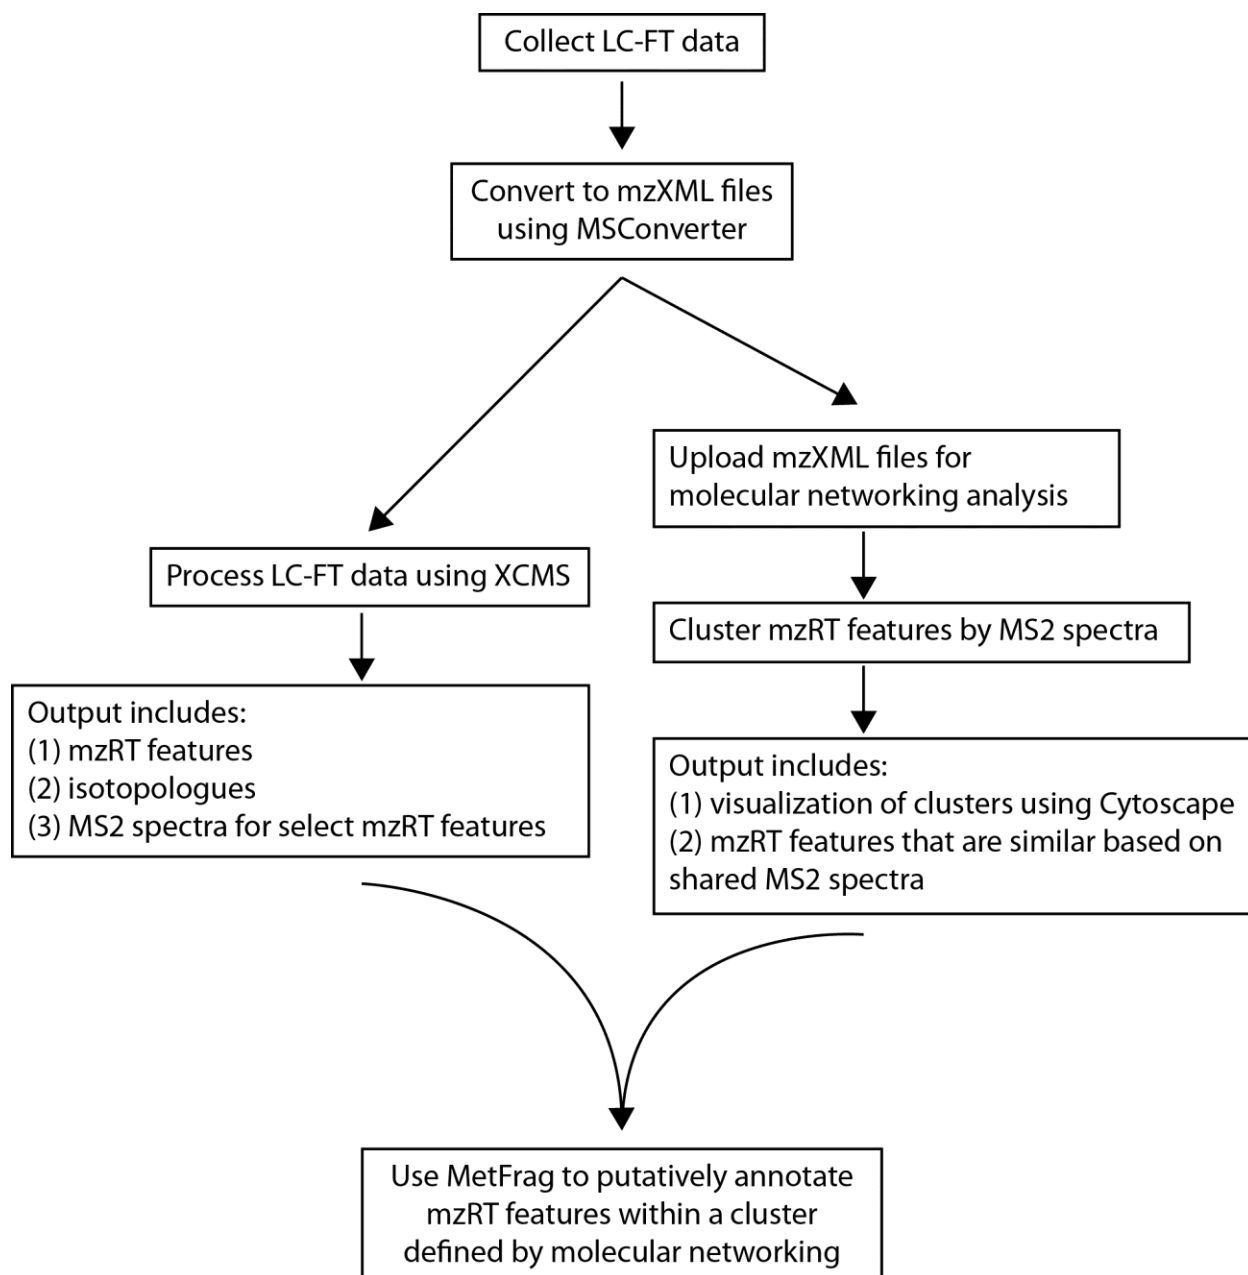 Collect LC-FT data
Convert to mzXML files
using MSConverter
Upload mzXML files for
molecular networking analysis
Process LC-FT data using XCMS
Cluster mzRT features by MS2 spectra
Output includes:
(1) mzRT features
(2) isotopologues
(3) MS2 spectra for select mzRT features
Output includes:
(1) visualization of clusters using Cytoscape
(2) mzRT features that are similar based on
shared MS2 spectra
Use MetFrag to putatively annotate
mzRT features within a cluster
defined by molecular networking